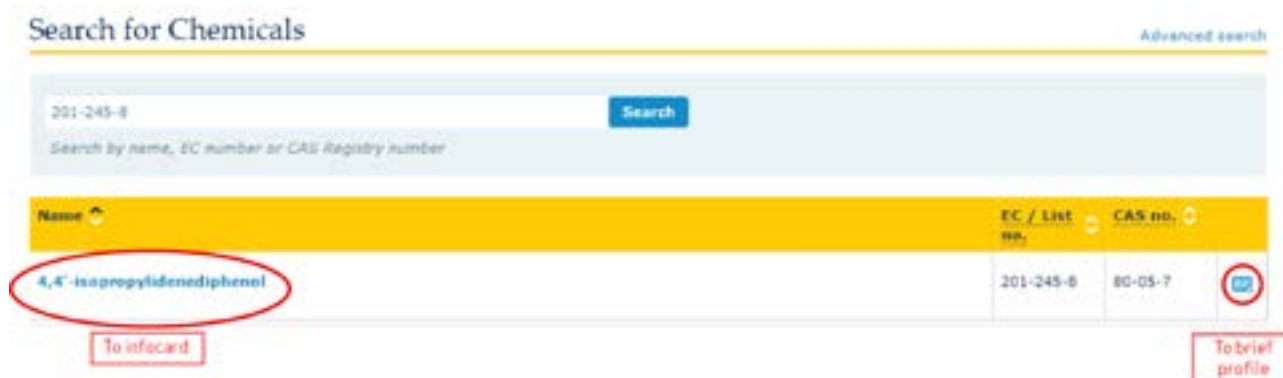 Search for Chemicals
Advanced search
201-245-8
Search
Search by name, EC number or CAS Registry number
Name
EC / List no.
CAS no.
4,4'-isopropylidenediphenol
201-245-8
80-05-7
BP
To infocard
To brief
profile